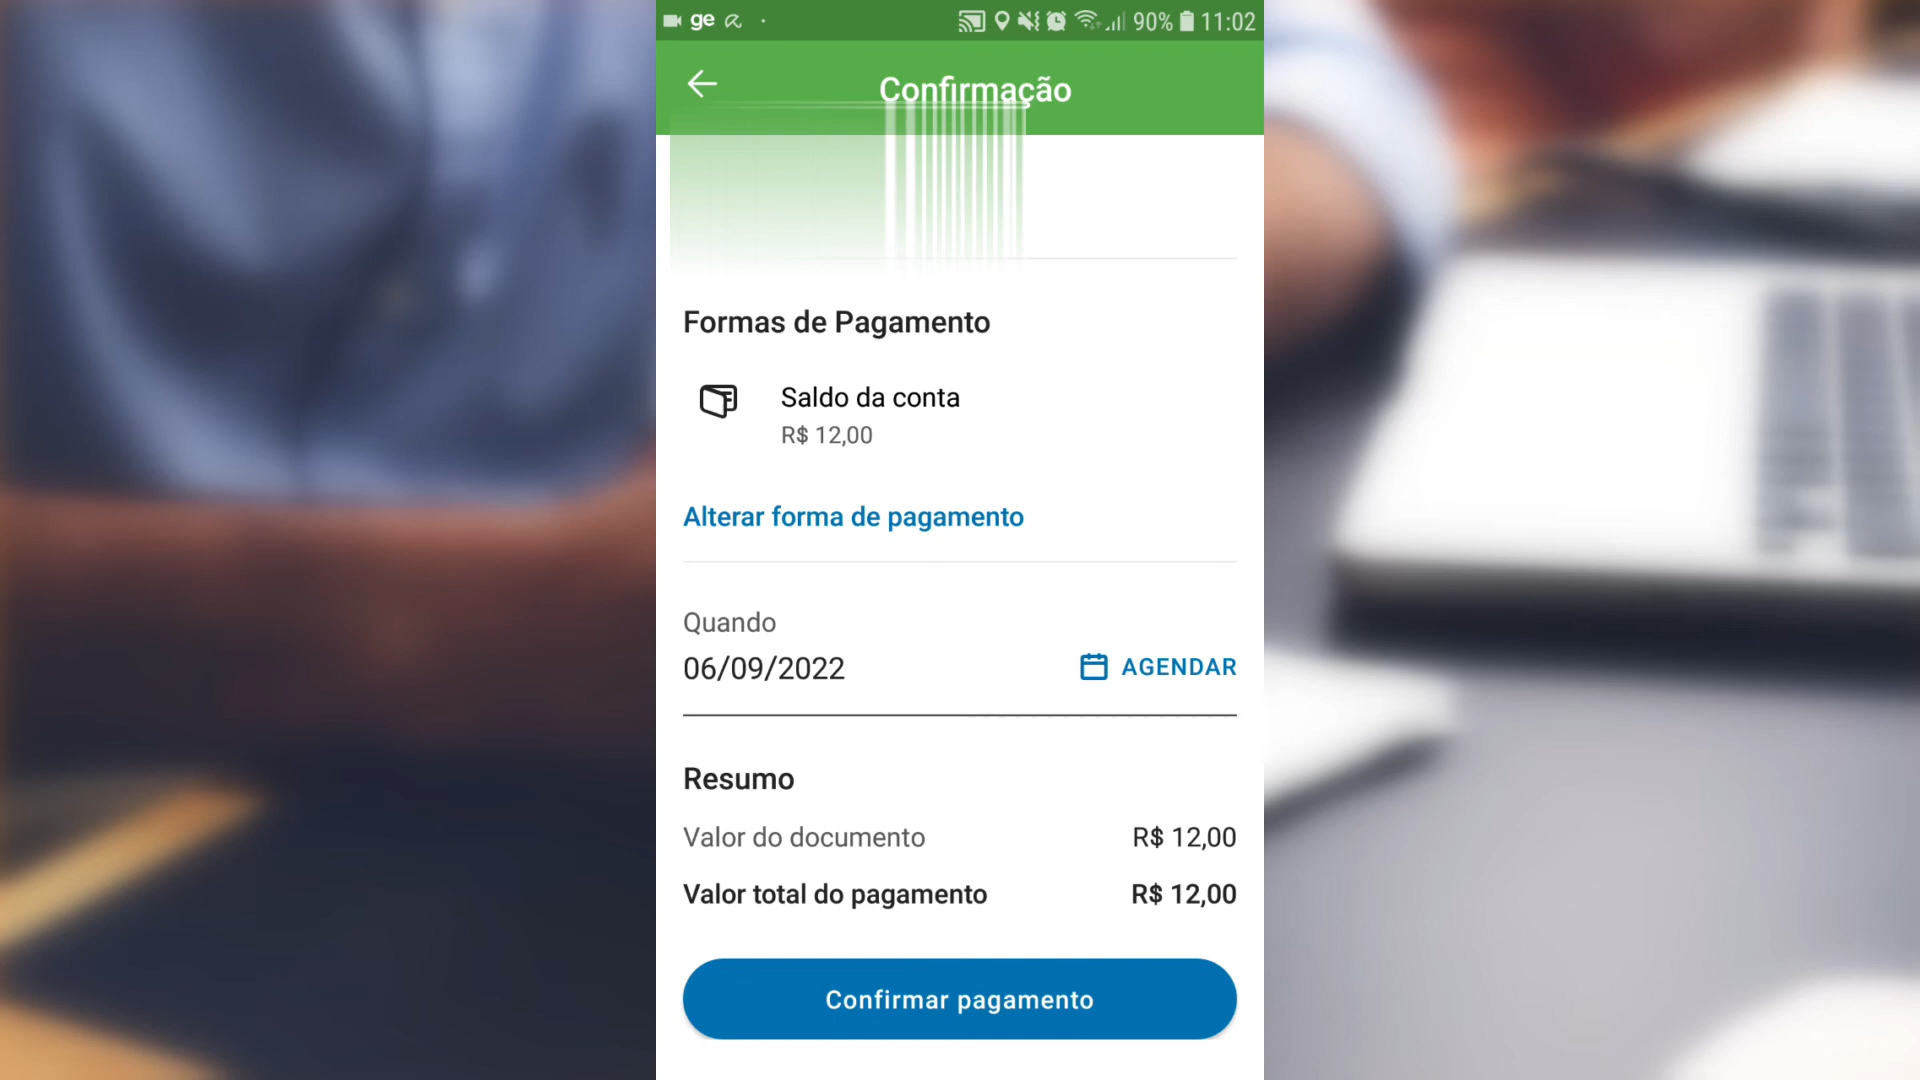 ge
90% 11:02
Confirmação
Formas de Pagamento
Saldo da conta
R$ 12,00
Alterar forma de pagamento
Quando
06/09/2022
AGENDAR
Resumo
Valor do documento R$ 12,00
Valor total do pagamento R$ 12,00
Confirmar pagamento